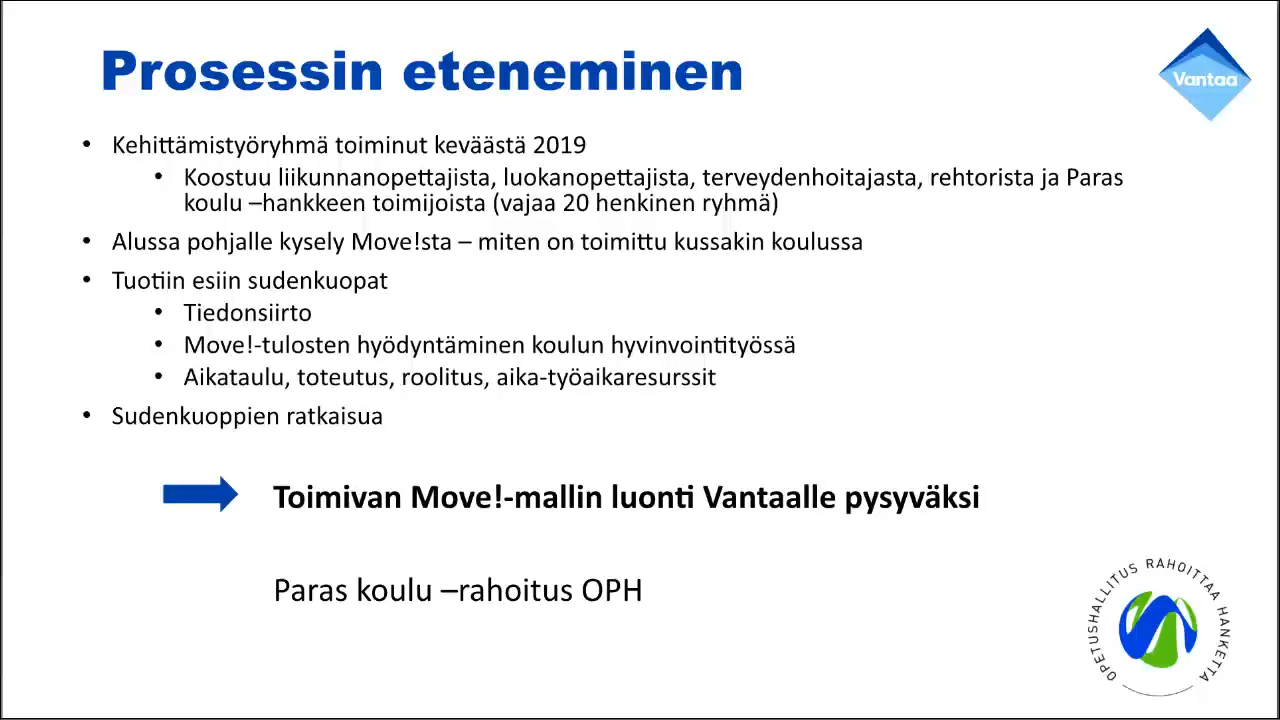 Prosessin eteneminen
Vantaa
• Kehittämistyöryhmä toiminut keväästä 2019
• Koostuu liikunnanopettajista, luokanopettajista, terveydenhoitajasta, rehtorista ja Paras
koulu –hankkeen toimijoista (vajaa 20 henkinen ryhmä)
• Alussa pohjalle kysely Move!sta – miten on toimittu kussakin koulussa
• Tuotiin esiin sudenkuopat
• Tiedonsiirto
• Move!-tulosten hyödyntäminen koulun hyvinvointityössä
• Aikataulu, toteutus, roolitus, aika-työaikaresurssit
• Sudenkuoppien ratkaisua
Toimivan Move!-mallin luonti Vantaalle pysyväksi
Paras koulu –rahoitus OPH
OPETUSHALLITUS RAHOITTAA HANKETTA